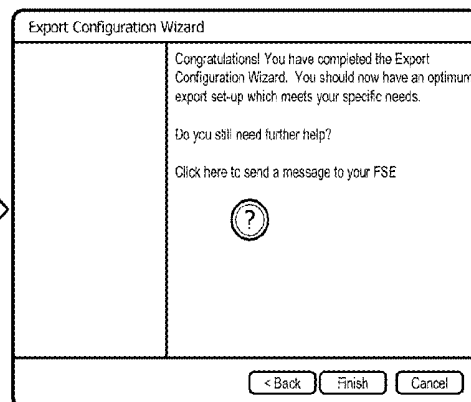 Export Configuration Wizard
Congratulations! You have completed the Export
Configuration Wizard. You should now have an optimum
export set-up which meets your specific needs.
Do you still need further help?
Click here to send a message to your FSE
?
< Back Finish Cancel